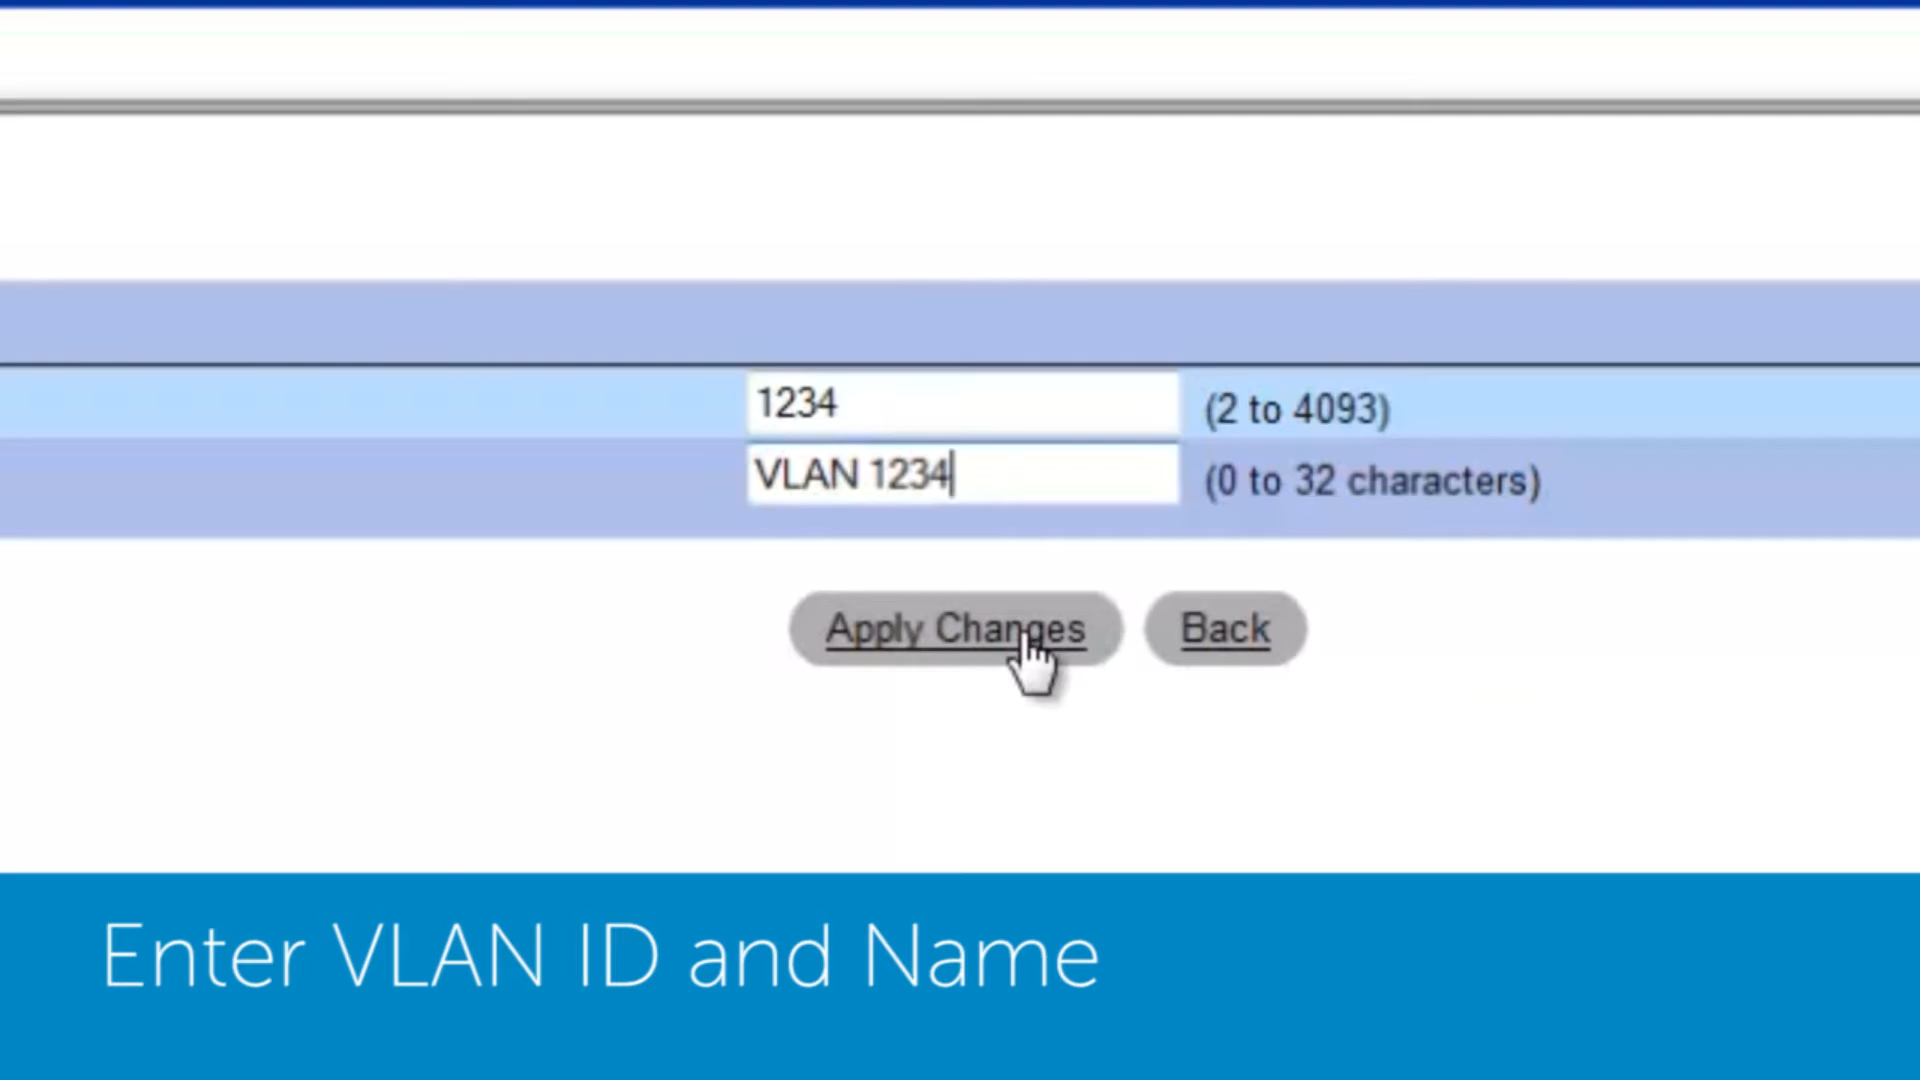 1234 (2 to 4093)
VLAN 1234 (0 to 32 characters)
Apply Changes Back
Enter VLAN ID and Name